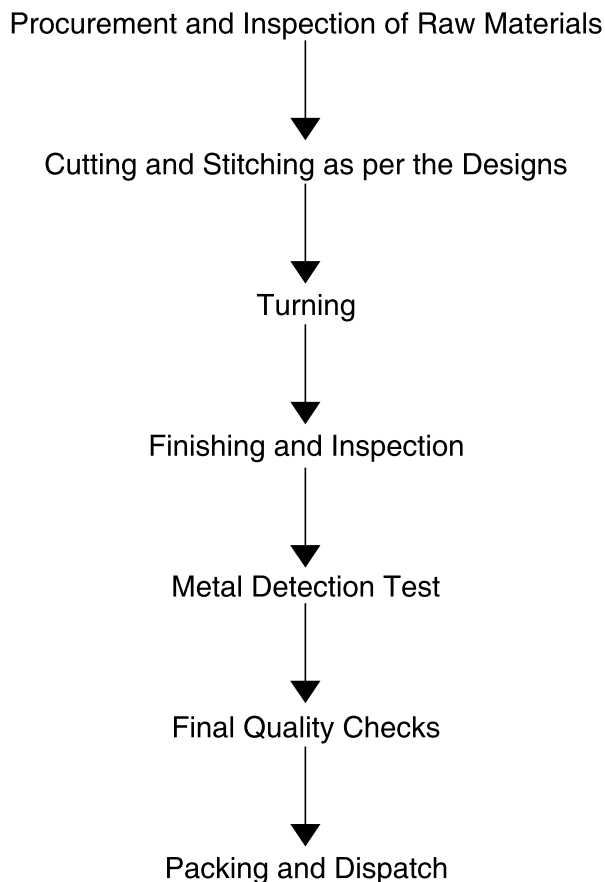 Procurement and Inspection of Raw Materials
Cutting and Stitching as per the Designs
Turning
Finishing and Inspection
Metal Detection Test
Final Quality Checks
Packing and Dispatch